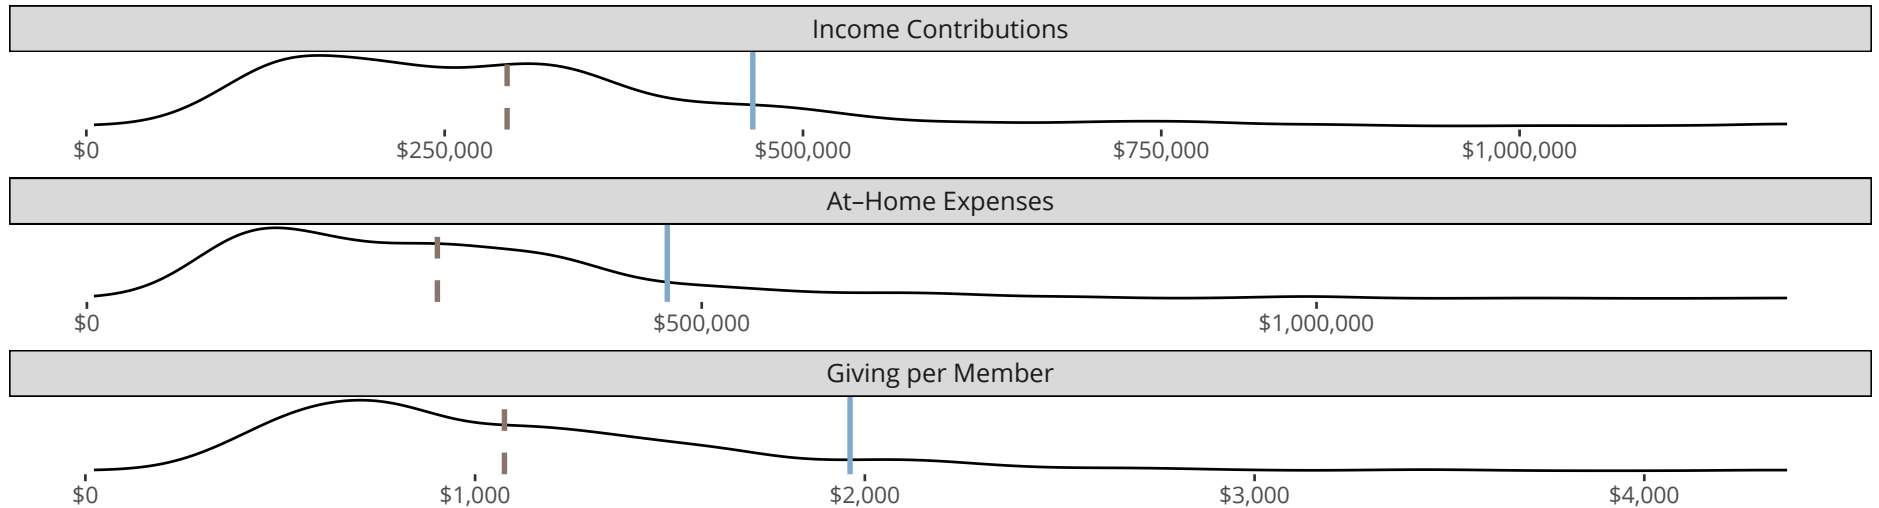 Income Contributions
$0 $250,000 $500,000 $750,000 $1,000,000
At–Home Expenses
$0 $500,000 $1,000,000
Giving per Member
$0 $1,000 $2,000 $3,000 $4,000